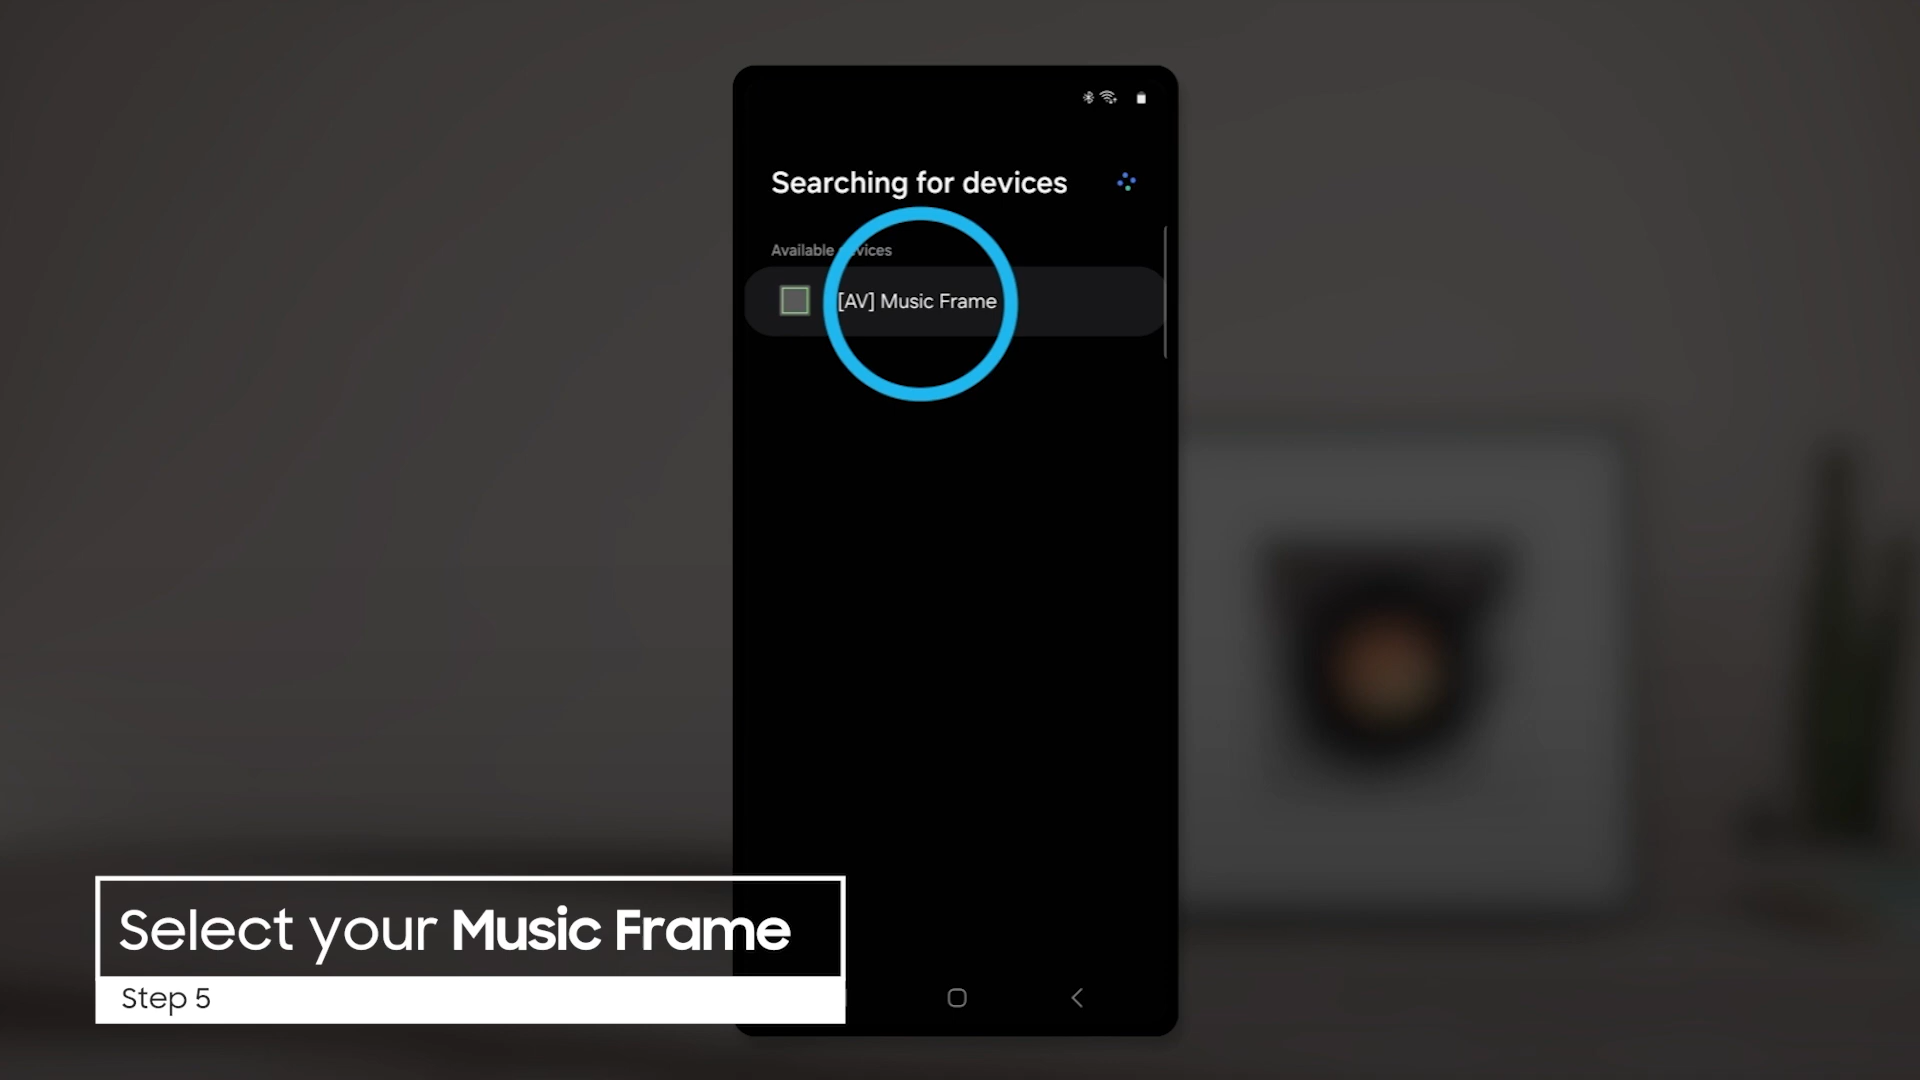 Searching for devices
Available devices
[AV] Music Frame
Select your Music Frame
Step 5